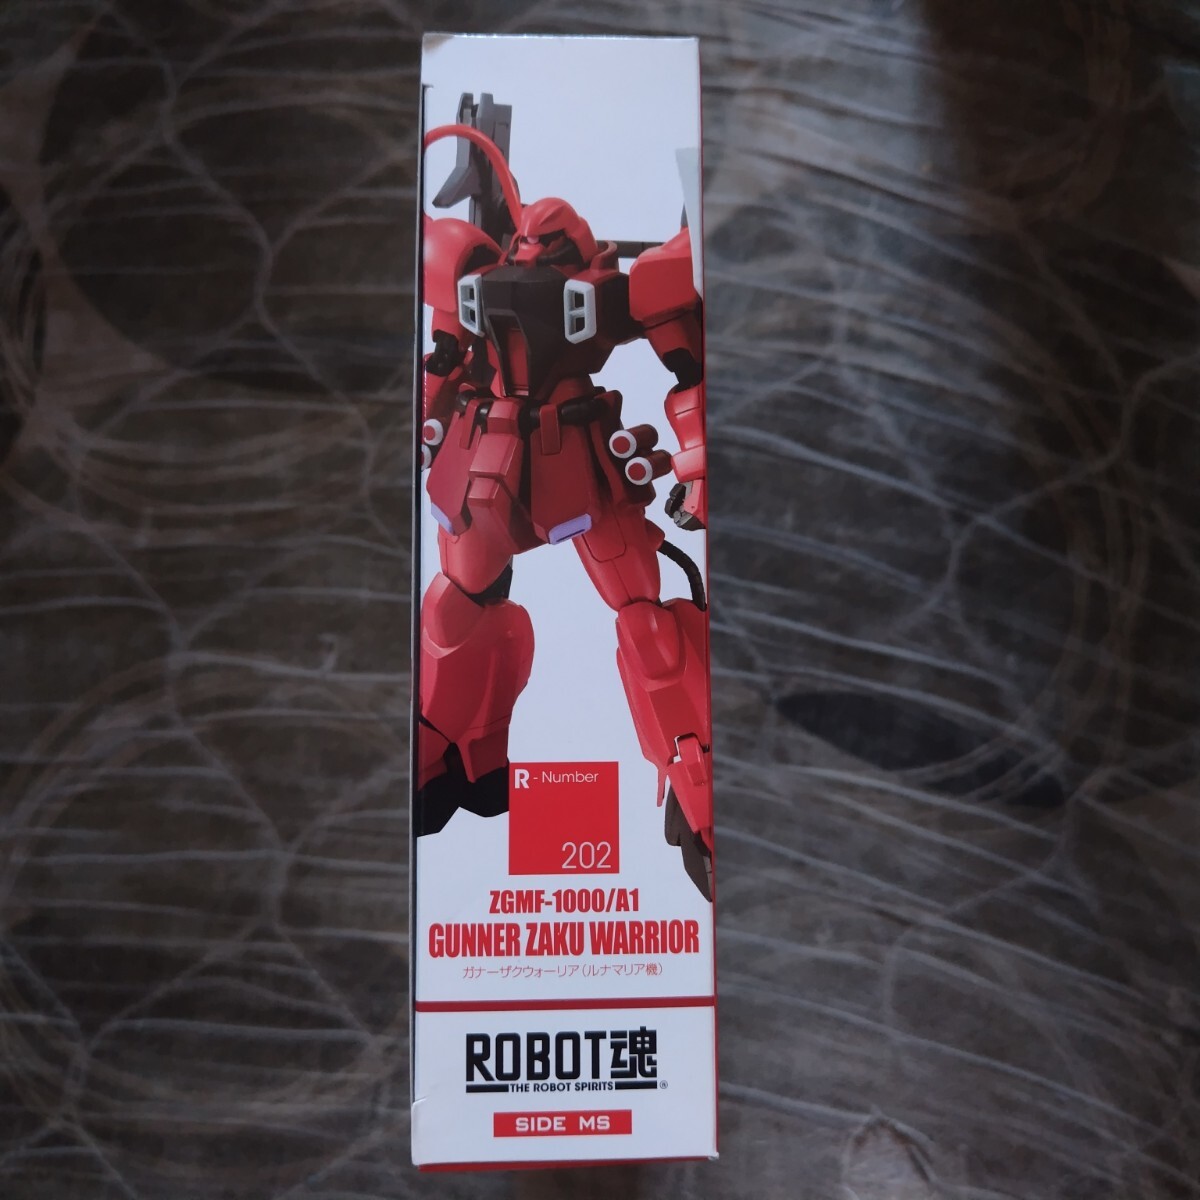 R - Number
202
ZGMF-1000/A1
GUNNER ZAKU WARRIOR
ガナーザクウォーリア(ルナマリア機)
ROBOT魂
THE ROBOT SPIRITS ®
SIDE MS